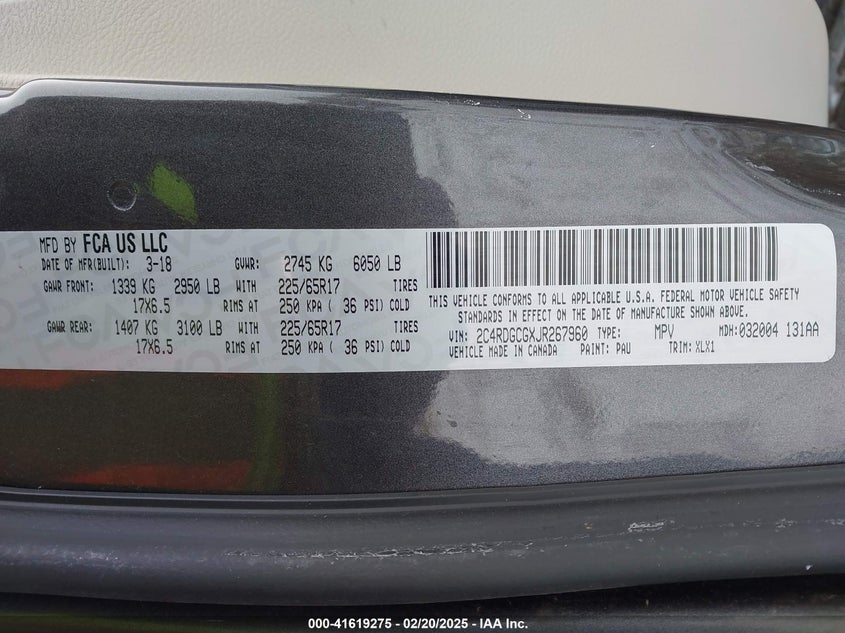 MFD BY FCA US LLC
DATE OF MFR(BUILT): 3-18 GVWR: 2745 KG 6050 LB
GAWR FRONT: 1339 KG 2950 LB WITH 225/65R17 TIRES
17X6.5 RIMS AT 250 KPA ( 36 PSI) COLD
GAWR REAR: 1407 KG 3100 LB WITH 225/65R17 TIRES
17X6.5 RIMS AT 250 KPA ( 36 PSI) COLD
THIS VEHICLE CONFORMS TO ALL APPLICABLE U.S.A. FEDERAL MOTOR VEHICLE SAFETY
STANDARDS IN EFFECT ON THE DATE OF MANUFACTURE SHOWN ABOVE.
VIN: 2C4RDGCGXJR267960 TYPE: MPV MDH:032004 131AA
VEHICLE MADE IN CANADA PAINT: PAU TRIM: XLX1
000-41619275 - 02/20/2025 - IAA Inc.